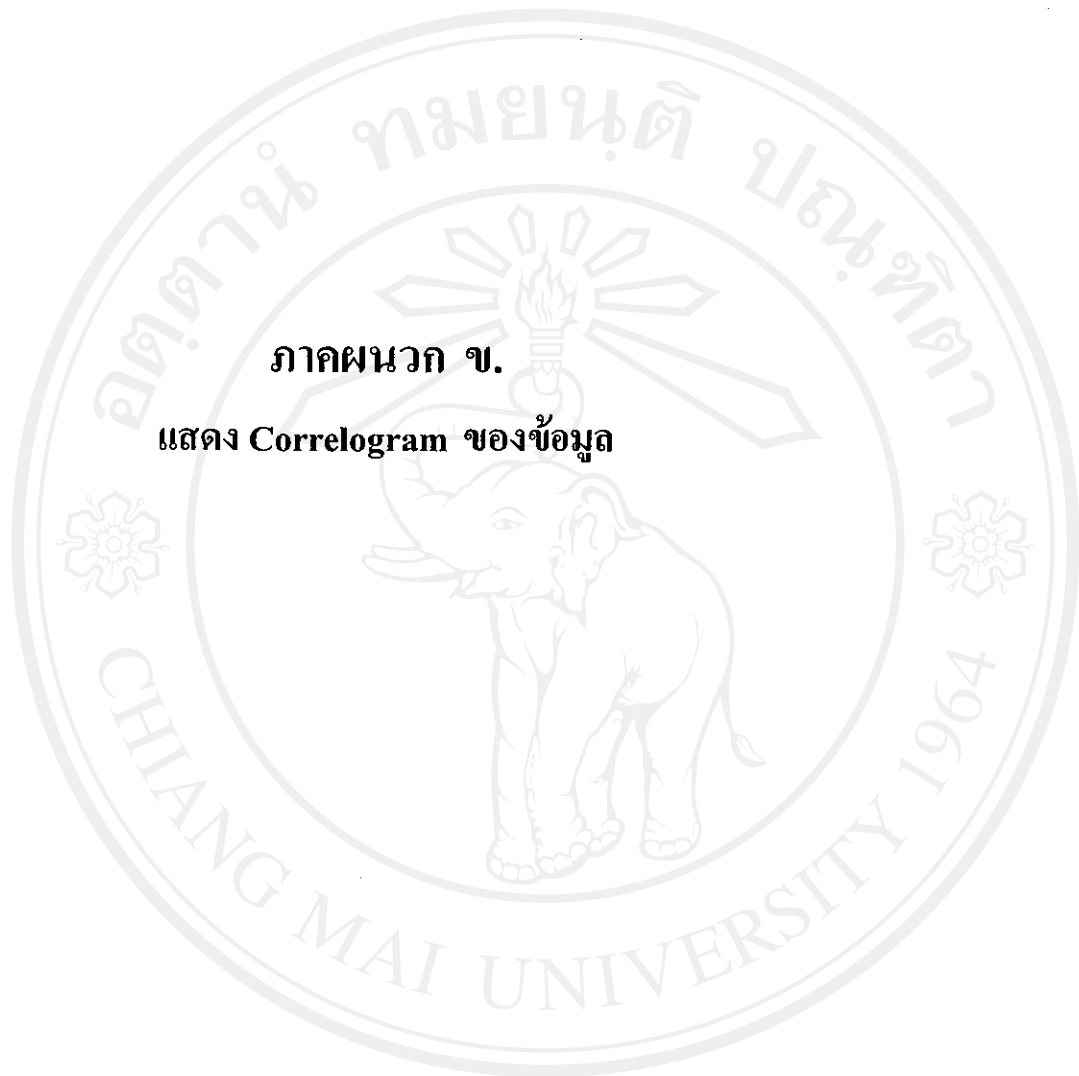 อตฺตานํ ทมยนฺติ ปณฺฑิตา
ภาคผนวก ข.
แสดง Correlogram ของข้อมูล
CHIANG MAI UNIVERSITY 1964